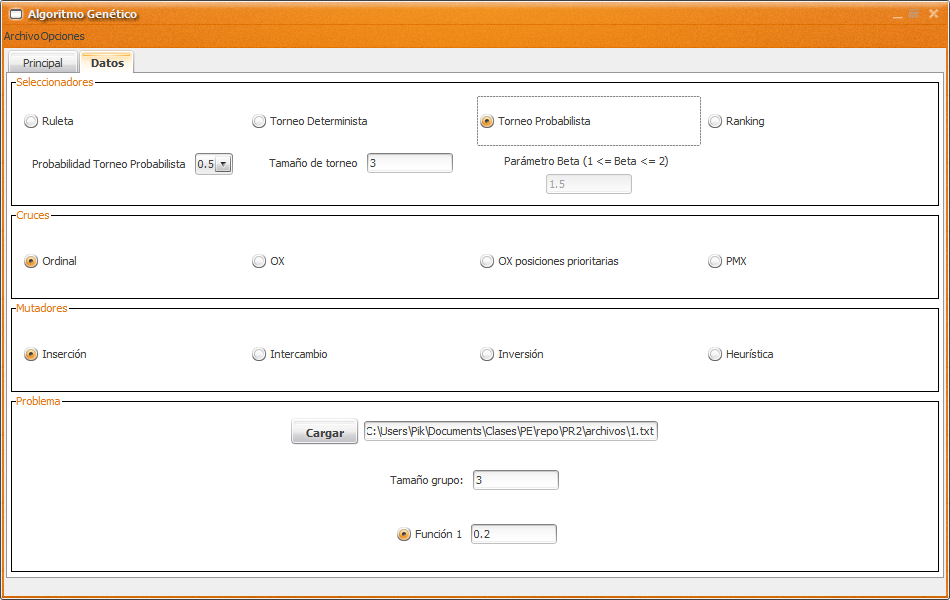 Algoritmo Genético
Archivo Opciones
Principal Datos
Seleccionadores
Ruleta Torneo Determinista Torneo Probabilista Ranking
Probabilidad Torneo Probabilista 0.5 Tamaño de torneo 3 Parámetro Beta (1 <= Beta <= 2)
1.5
Cruces
Ordinal OX OX posiciones prioritarias PMX
Mutadores
Inserción Intercambio Inversión Heurística
Problema
Cargar C:\Users\Pik\Documents\Clases\PE\repo\PR2\archivos\1.txt
Tamaño grupo: 3
Función 1 0.2